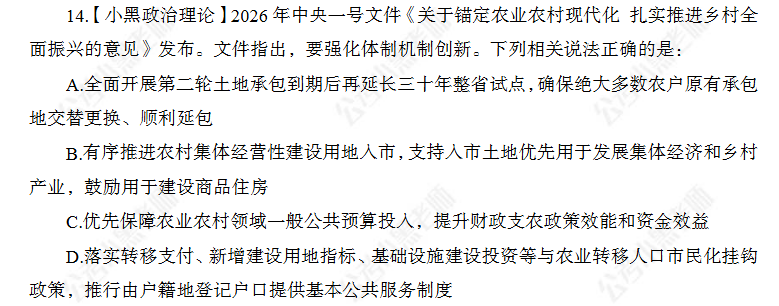 14.【小黑政治理论】2026年中央一号文件《关于锚定农业农村现代化 扎实推进乡村全
面振兴的意见》发布。文件指出，要强化体制机制创新。下列相关说法正确的是：
A.全面开展第二轮土地承包到期后再延长三十年整省试点，确保绝大多数农户原有承包
地交替更换、顺利延包
B.有序推进农村集体经营性建设用地入市，支持入市土地优先用于发展集体经济和乡村
产业，鼓励用于建设商品住房
C.优先保障农业农村领域一般公共预算投入，提升财政支农政策效能和资金效益
D.落实转移支付、新增建设用地指标、基础设施建设投资等与农业转移人口市民化挂钩
政策，推行由户籍地登记户口提供基本公共服务制度